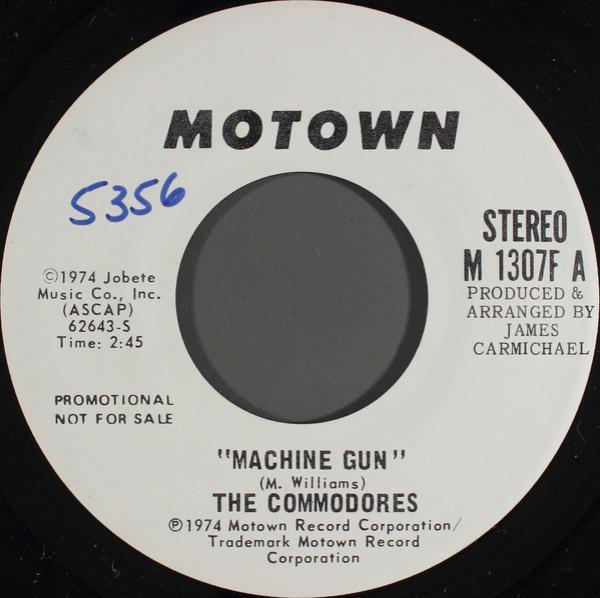 MOTOWN
5356
STEREO
M 1307F A
PRODUCED &
ARRANGED BY
JAMES
CARMICHAEL
©1974 Jobete
Music Co., Inc.
(ASCAP)
62643-S
Time: 2:45
PROMOTIONAL
NOT FOR SALE
"MACHINE GUN"
(M. Williams)
THE COMMODORES
℗1974 Motown Record Corporation/
Trademark Motown Record
Corporation